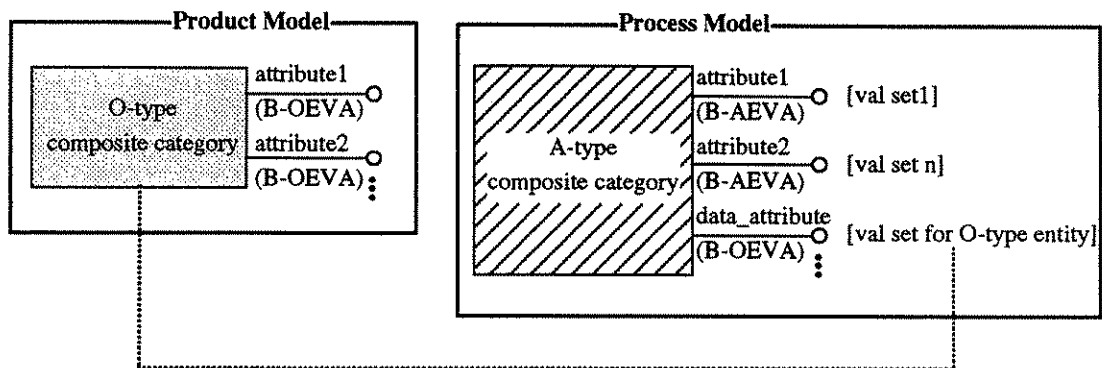 Product Model
O-type
composite category
attribute1
(B-OEVA)
attribute2
(B-OEVA)
Process Model
A-type
composite category
attribute1
(B-AEVA)
[val set1]
attribute2
(B-AEVA)
[val set n]
data_attribute
(B-OEVA)
[val set for O-type entity]